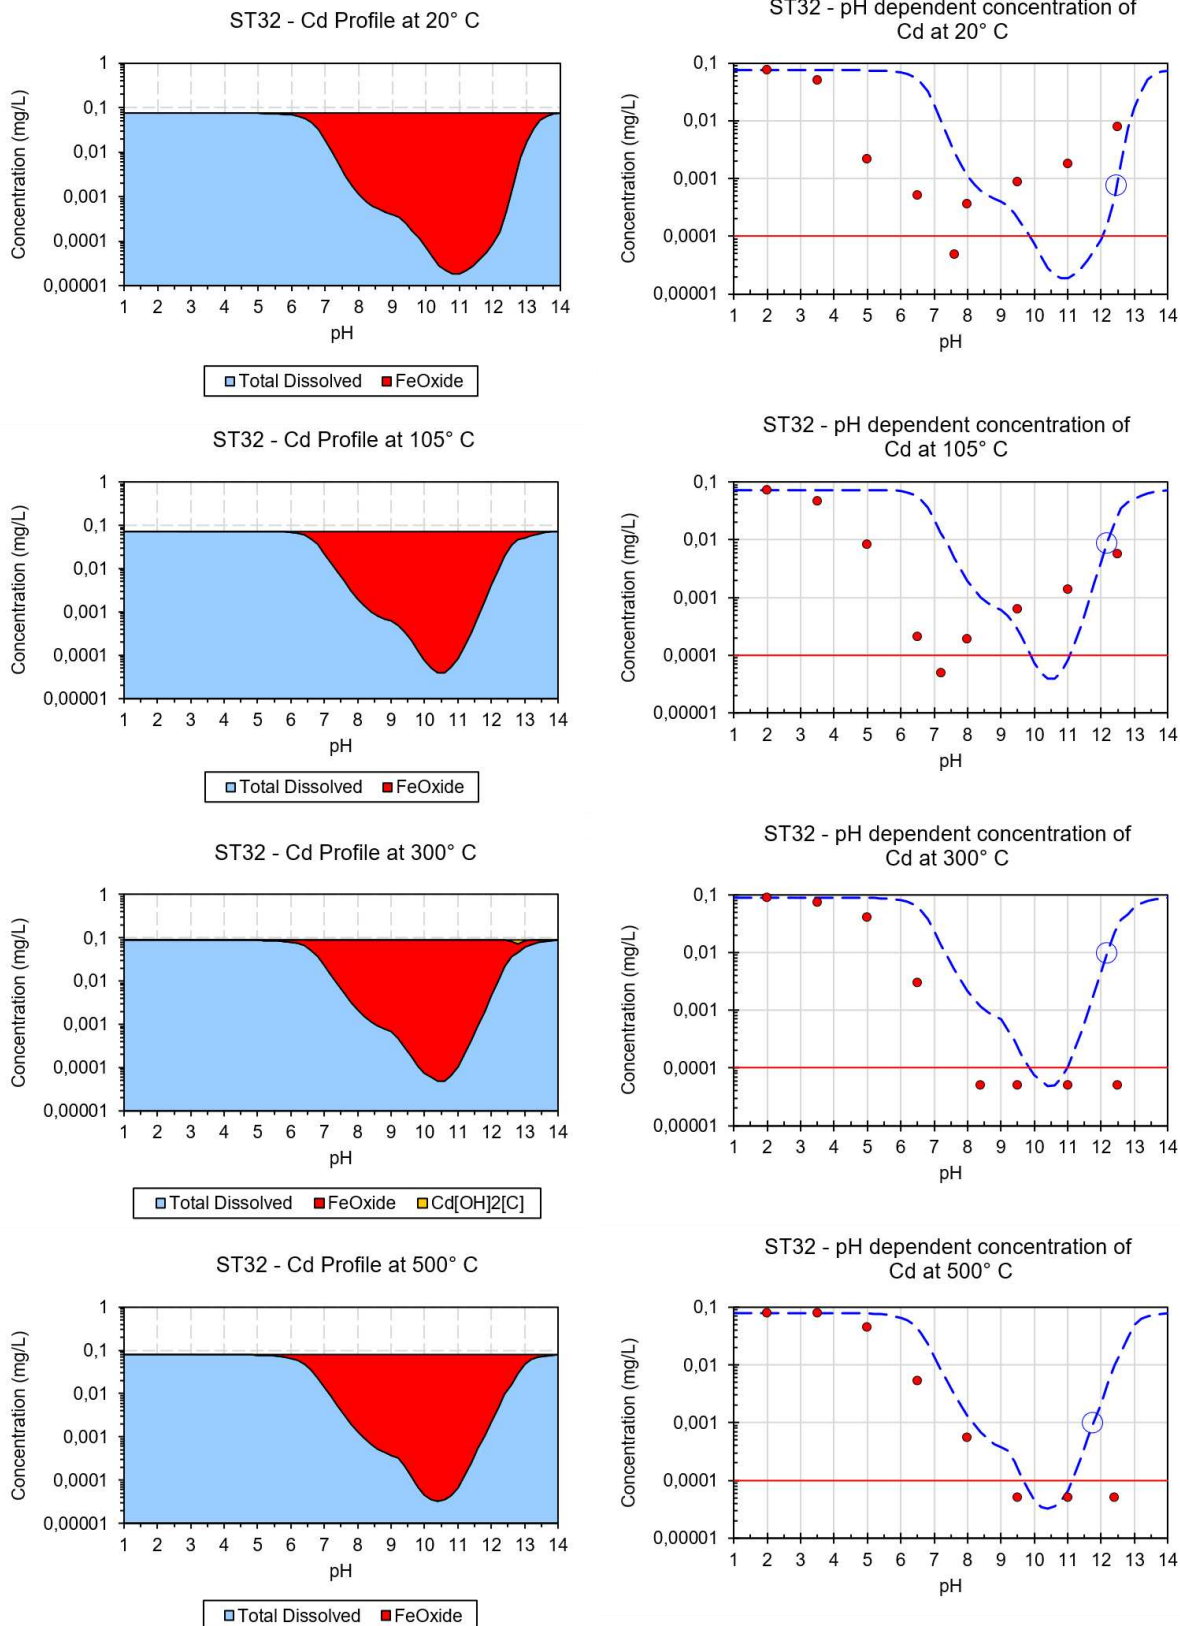 ST32 - Cd Profile at 20° C
Concentration (mg/L)
1
0,1
0,01
0,001
0,0001
0,00001
1 2 3 4 5 6 7 8 9 10 11 12 13 14
pH
Total Dissolved FeOxide
ST32 - pH dependent concentration of
Cd at 20° C
Concentration (mg/L)
0,1
0,01
0,001
0,0001
0,00001
1 2 3 4 5 6 7 8 9 10 11 12 13 14
pH
ST32 - Cd Profile at 105° C
Concentration (mg/L)
1
0,1
0,01
0,001
0,0001
0,00001
1 2 3 4 5 6 7 8 9 10 11 12 13 14
pH
Total Dissolved FeOxide
ST32 - pH dependent concentration of
Cd at 105° C
Concentration (mg/L)
0,1
0,01
0,001
0,0001
0,00001
1 2 3 4 5 6 7 8 9 10 11 12 13 14
pH
ST32 - Cd Profile at 300° C
Concentration (mg/L)
1
0,1
0,01
0,001
0,0001
0,00001
1 2 3 4 5 6 7 8 9 10 11 12 13 14
pH
Total Dissolved FeOxide Cd[OH]2[C]
ST32 - pH dependent concentration of
Cd at 300° C
Concentration (mg/L)
0,1
0,01
0,001
0,0001
0,00001
1 2 3 4 5 6 7 8 9 10 11 12 13 14
pH
ST32 - Cd Profile at 500° C
Concentration (mg/L)
1
0,1
0,01
0,001
0,0001
0,00001
1 2 3 4 5 6 7 8 9 10 11 12 13 14
pH
Total Dissolved FeOxide
ST32 - pH dependent concentration of
Cd at 500° C
Concentration (mg/L)
0,1
0,01
0,001
0,0001
0,00001
1 2 3 4 5 6 7 8 9 10 11 12 13 14
pH